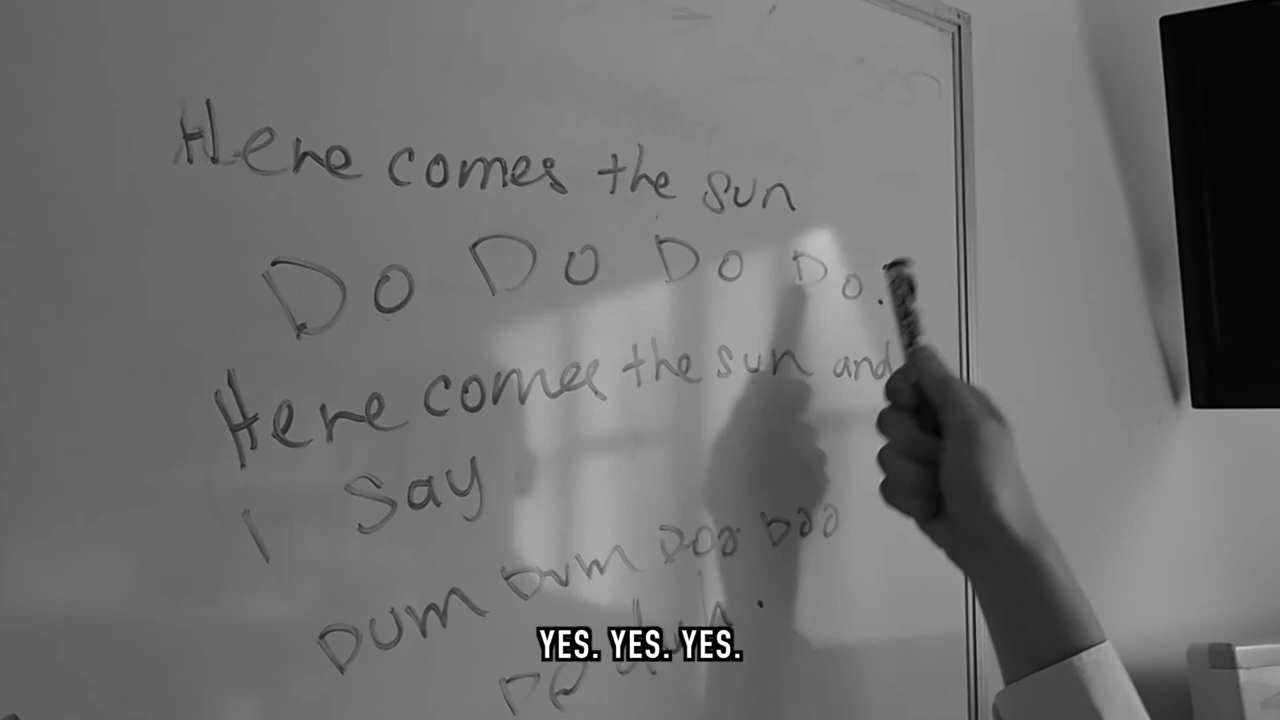 Here comes the sun
Do Do Do Do.
Here comes the sun and
I say
DUM DUM DOO DOO
YES. YES. YES.